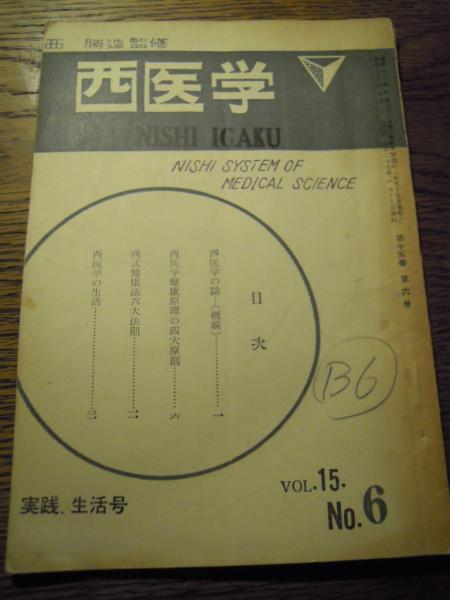 西 勝造 監修
西医学
NISHI IGAKU
NISHI SYSTEM OF
MEDICAL SCIENCE
第十五巻 第六号
目次
西医学の話…(概説)…………一
西医学健康原理の四大原則…………六
西式健康法六大法則…………
西医学の生活…………
B6
実践、生活号
VOL.15.
No.6